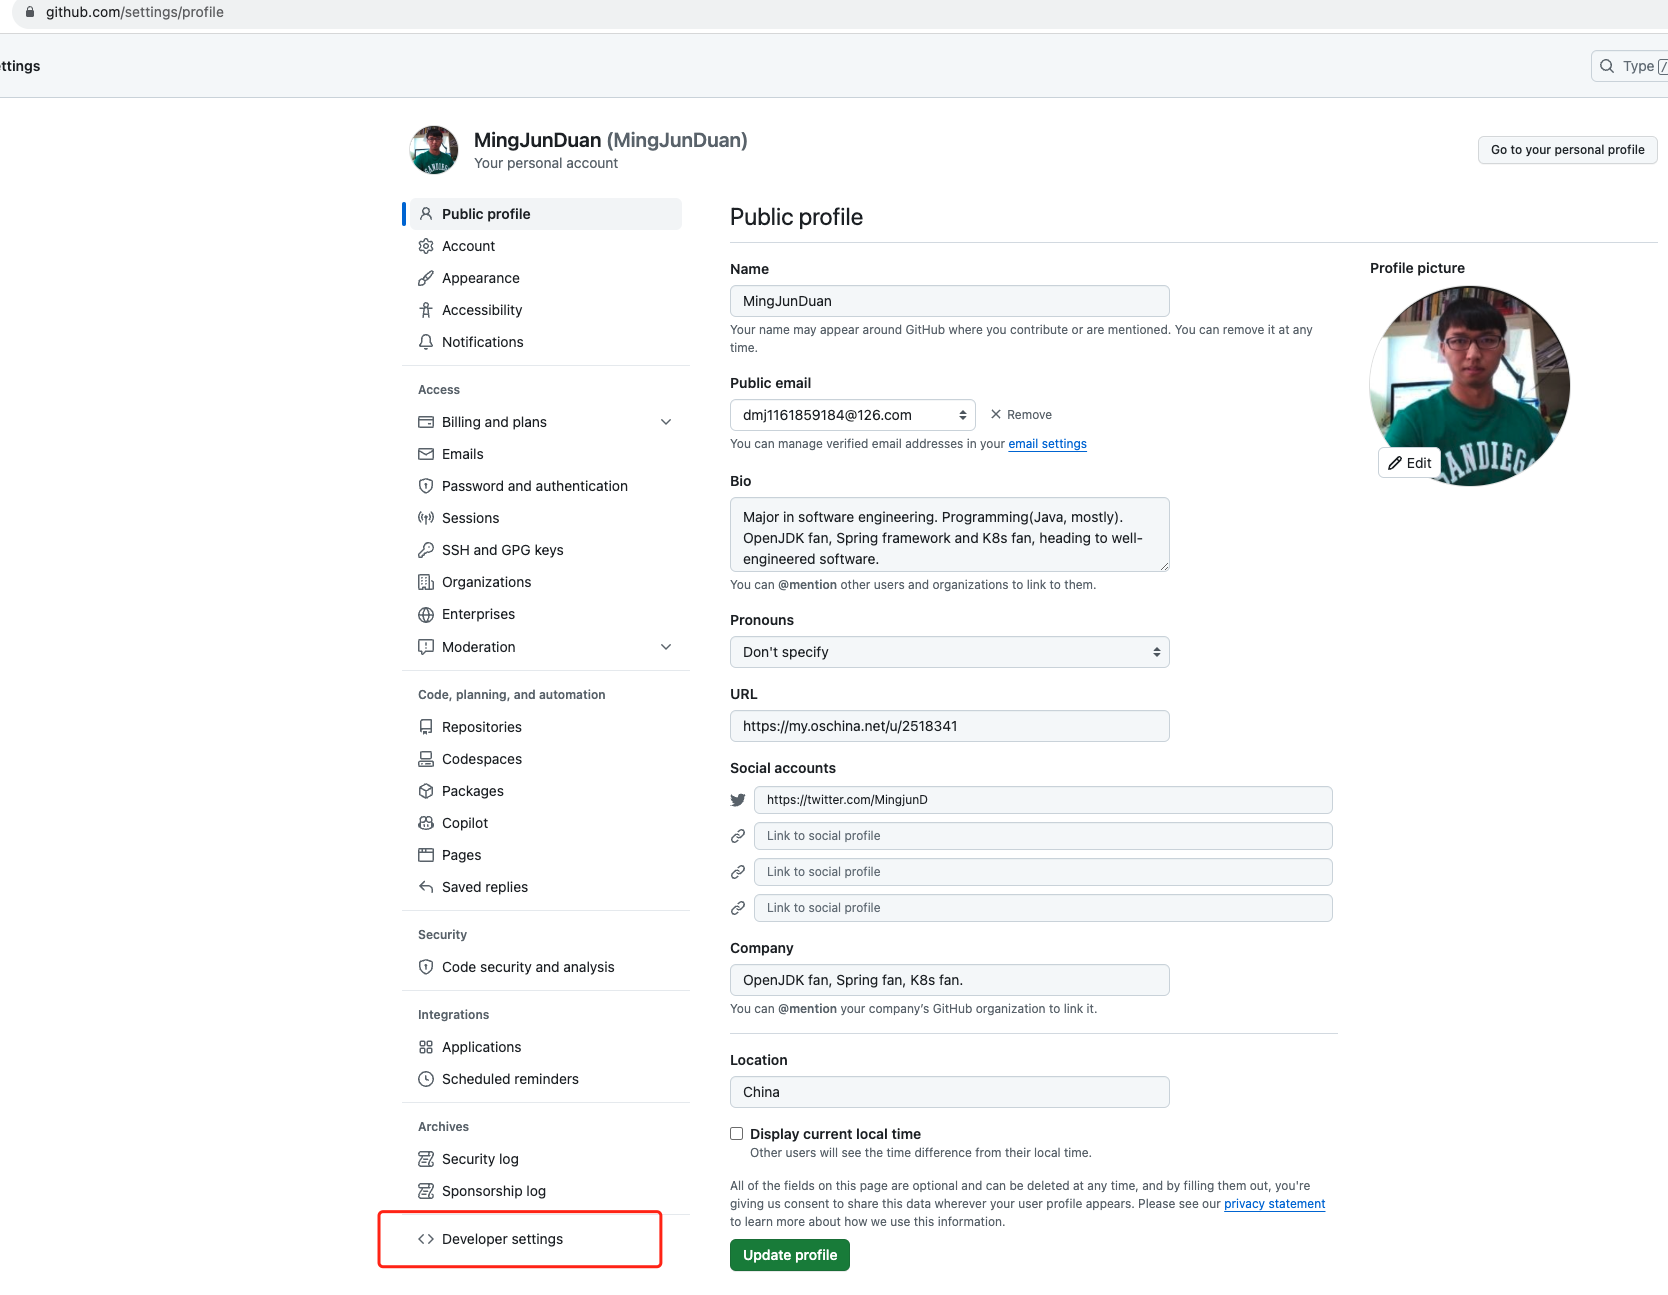 github.com/settings/profile
ttings
Type /
MingJunDuan (MingJunDuan)
Your personal account
Go to your personal profile
Public profile
Account
Appearance
Accessibility
Notifications
Access
Billing and plans
Emails
Password and authentication
Sessions
SSH and GPG keys
Organizations
Enterprises
Moderation
Code, planning, and automation
Repositories
Codespaces
Packages
Copilot
Pages
Saved replies
Security
Code security and analysis
Integrations
Applications
Scheduled reminders
Archives
Security log
Sponsorship log
Developer settings
Public profile
Name
MingJunDuan
Your name may appear around GitHub where you contribute or are mentioned. You can remove it at any
time.
Public email
dmj1161859184@126.com
Remove
You can manage verified email addresses in your email settings
Bio
Major in software engineering. Programming(Java, mostly).
OpenJDK fan, Spring framework and K8s fan, heading to well-
engineered software.
You can @mention other users and organizations to link to them.
Pronouns
Don't specify
URL
https://my.oschina.net/u/2518341
Social accounts
https://twitter.com/MingjunD
Link to social profile
Link to social profile
Link to social profile
Company
OpenJDK fan, Spring fan, K8s fan.
You can @mention your company's GitHub organization to link it.
Location
China
Display current local time
Other users will see the time difference from their local time.
All of the fields on this page are optional and can be deleted at any time, and by filling them out, you're
giving us consent to share this data wherever your user profile appears. Please see our privacy statement
to learn more about how we use this information.
Update profile
Profile picture
ANDIEG
Edit